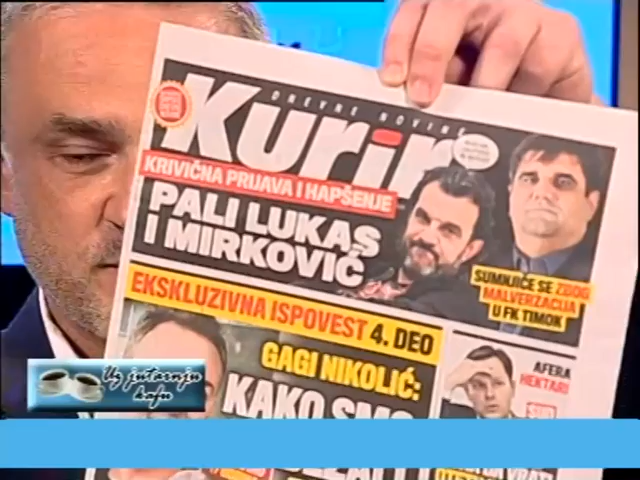 DNEVNE NOVINE
Kurir
KRIVIČNA PRIJAVA I HAPŠENJE
PALI LUKAS
I MIRKOVIĆ
SUMNJIČE SE ZBOG
MALVERZACIJA
U FK TIMOK
EKSKLUZIVNA ISPOVEST 4. DEO
GAGI NIKOLIĆ:
KAKO SMO
AFERA
HEKTARI
Uz jutarnju
kafu